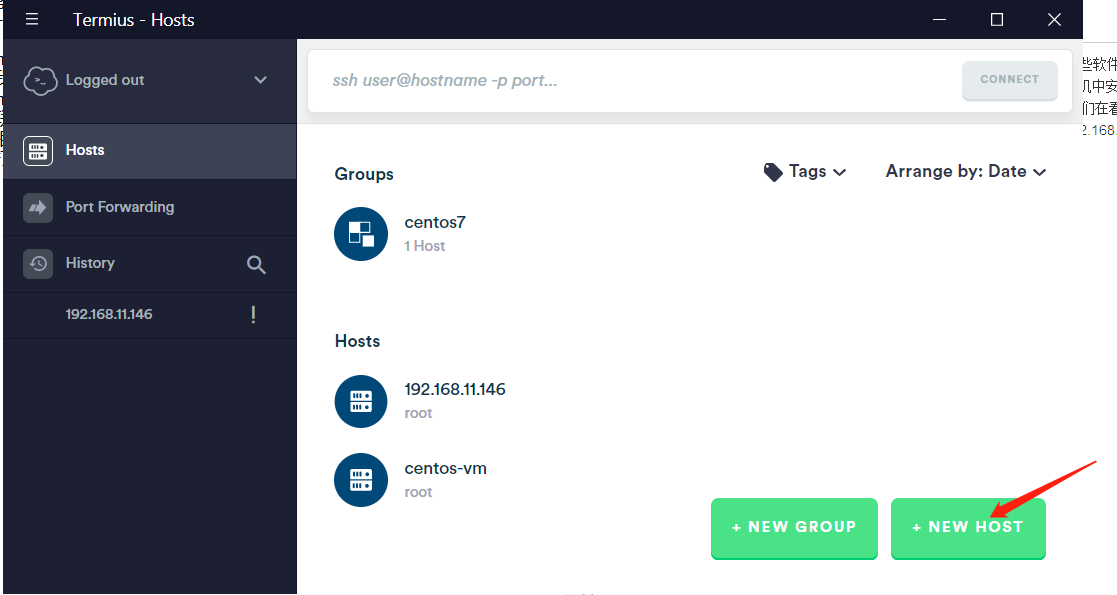 Termius - Hosts
Logged out
ssh user@hostname -p port...
CONNECT
Hosts
Port Forwarding
History
192.168.11.146
!
Groups
Tags
Arrange by: Date
centos7
1 Host
Hosts
192.168.11.146
root
centos-vm
root
+ NEW GROUP
+ NEW HOST
些软件
机中安
们在看
2.168.